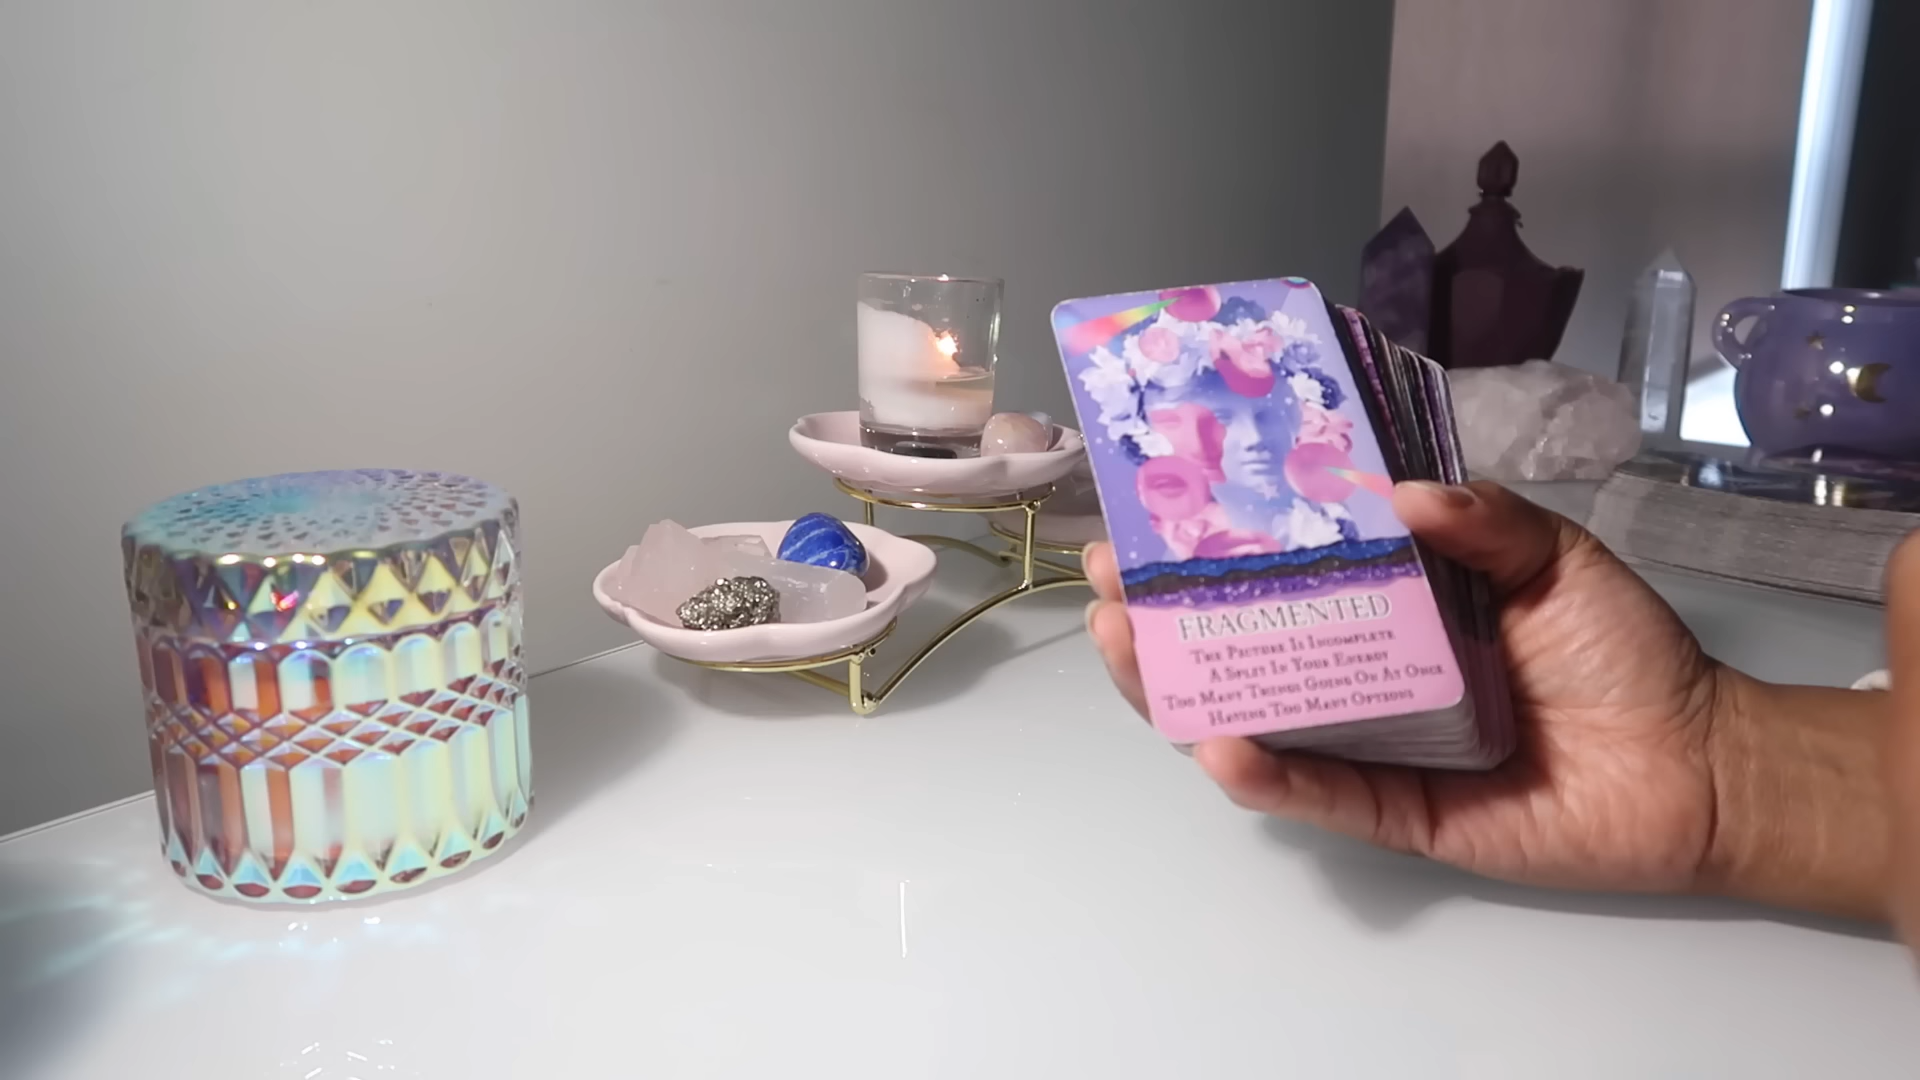 FRAGMENTED
The Picture Is Incomplete
A Split In Your Energy
Too Many Things Going On At Once
Having Too Many Options